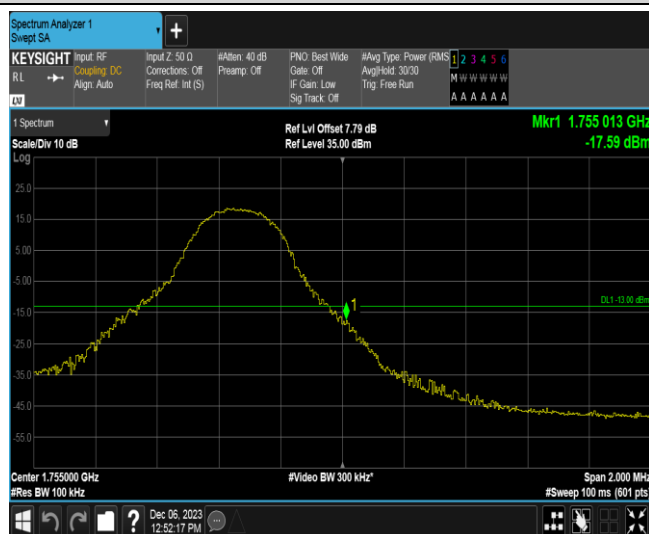 Spectrum Analyzer 1
Swept SA
+
KEYSIGHT
RL
LXI
Input: RF
Coupling: DC
Align: Auto
Input Z: 50 Ω
Corrections: Off
Freq Ref: Int (S)
#Atten: 40 dB
Preamp: Off
PNO: Best Wide
Gate: Off
IF Gain: Low
Sig Track: Off
#Avg Type: Power (RMS
Avg|Hold: 30/30
Trig: Free Run
1 2 3 4 5 6
M W W W W W
A A A A A A
1 Spectrum
Scale/Div 10 dB
Ref Lvl Offset 7.79 dB
Ref Level 35.00 dBm
Mkr1 1.755 013 GHz
-17.59 dBm
Log
25.0
15.0
5.00
-5.00
DL1 -13.00 dBm
1
-15.0
-25.0
-35.0
-45.0
-55.0
Center 1.755000 GHz
#Video BW 300 kHz*
Span 2.000 MHz
#Res BW 100 kHz
#Sweep 100 ms (601 pts)
?
Dec 06, 2023
12:52:17 PM